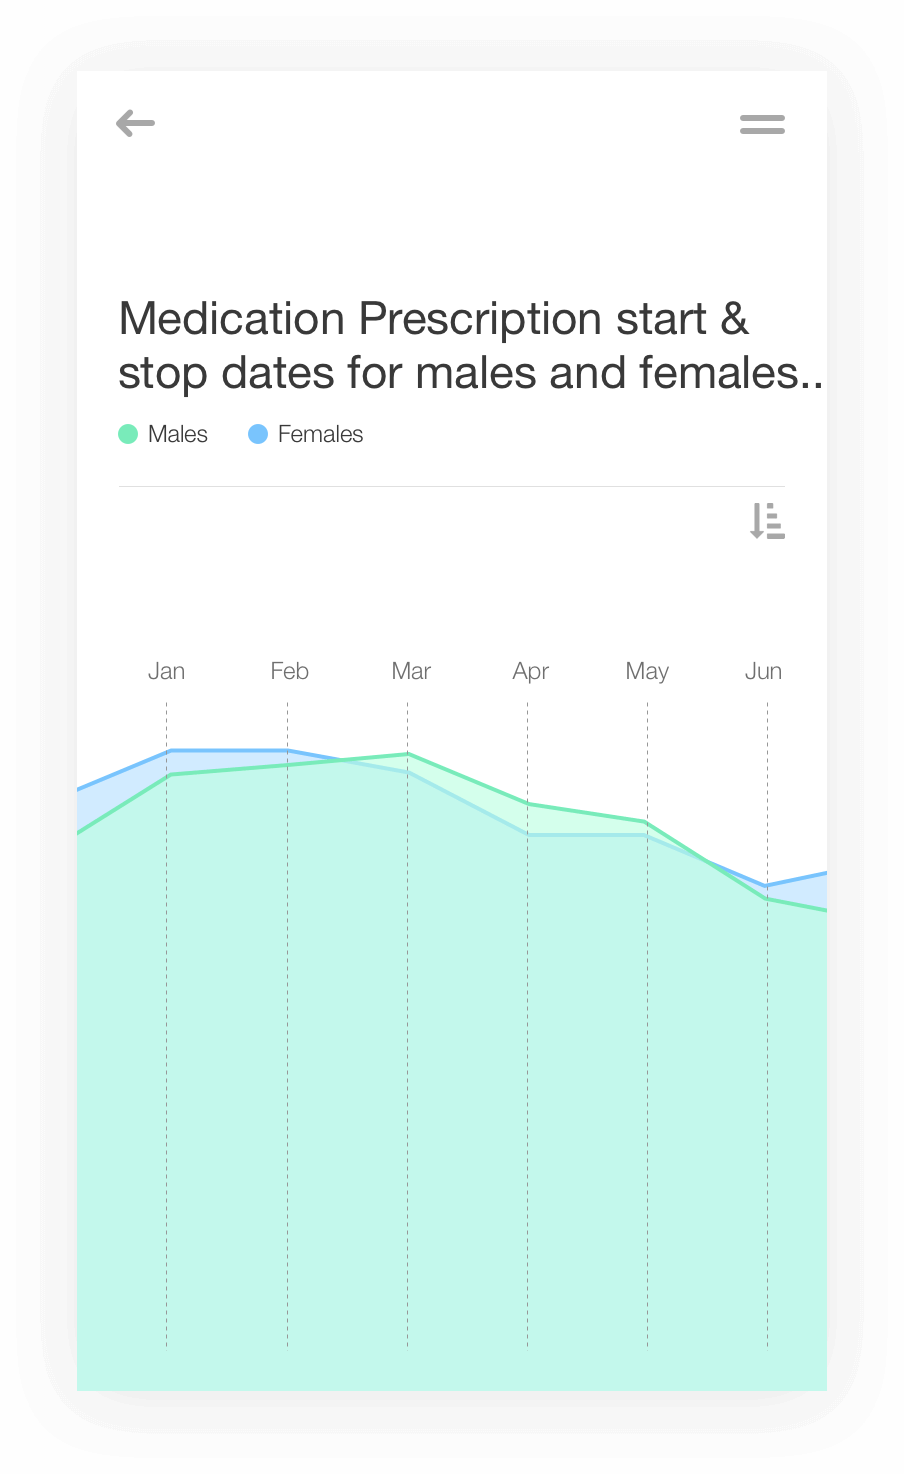 Medication Prescription start &
stop dates for males and females..
Males Females
Jan Feb Mar Apr May Jun